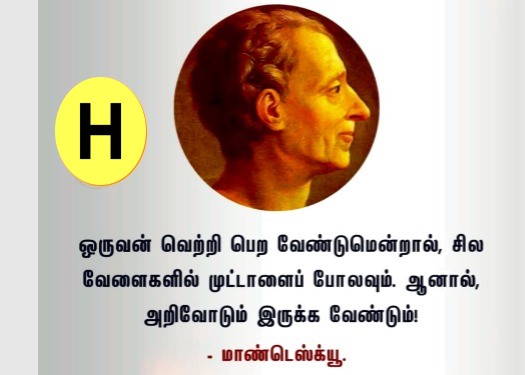 H
ஒருவன் வெற்றி பெற வேண்டுமென்றால், சில
வேளைகளில் முட்டாளைப் போலவும். ஆனால்,
அறிவோடும் இருக்க வேண்டும்!
- மாண்டெஸ்க்யூ.